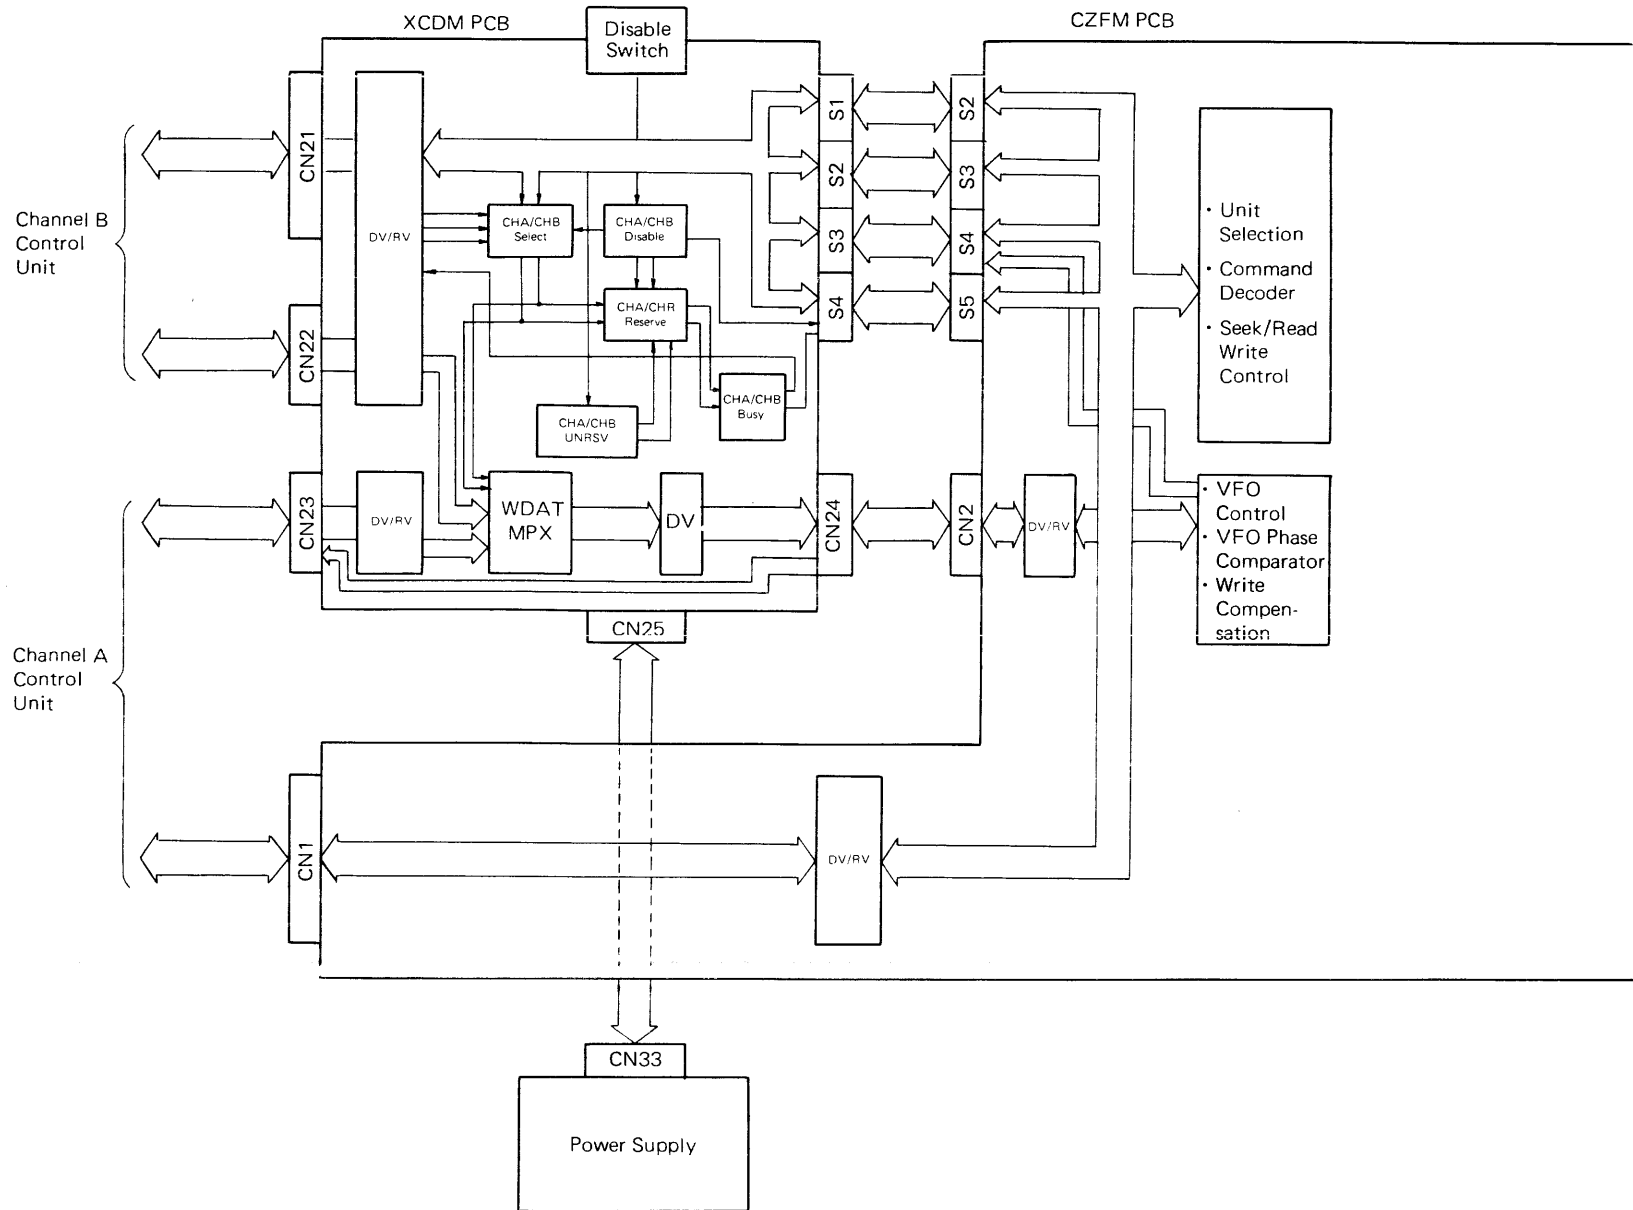 XCDM PCB
CZFM PCB
Disable
Switch
CN21
S1
S2
S3
S4
S2
S3
S4
S5
Channel B
Control
Unit
DV/RV
CHA/CHB
Select
CHA/CHB
Disable
CHA/CHR
Reserve
CHA/CHB
Busy
CHA/CHB
UNRSV
CN22
· Unit
Selection
· Command
Decoder
· Seek/Read
Write
Control
CN23
DV/RV
WDAT
MPX
DV
CN24
CN2
DV/RV
· VFO
Control
· VFO Phase
Comparator
· Write
Compen-
sation
CN25
Channel A
Control
Unit
CN1
DV/RV
CN33
Power Supply